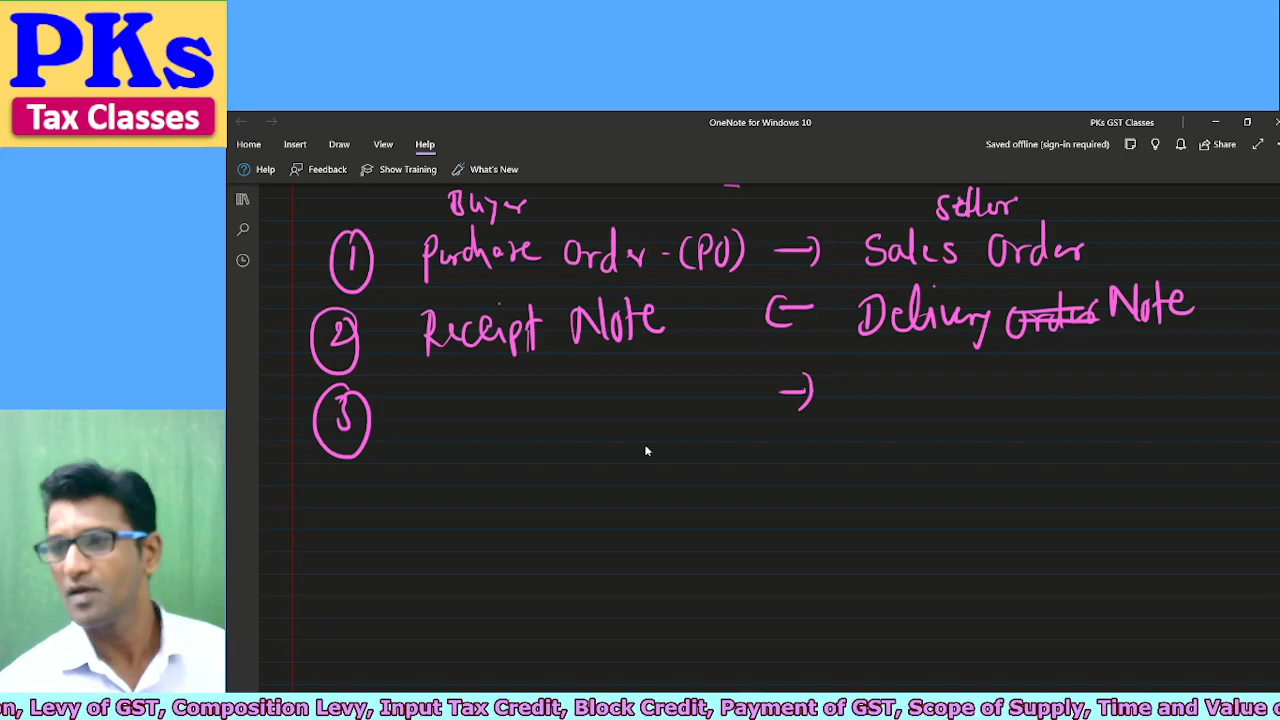 PKs
Tax Classes
OneNote for Windows 10
PKs GST Classes
Home Insert Draw View Help
Saved offline (sign-in required)
Share
Help Feedback Show Training What's New
Buyer Seller
1 Purchase Order - (PO) → Sales Order
2 Receipt Note ← Delivery order Note
3 →
on, Levy of GST, Composition Levy, Input Tax Credit, Block Credit, Payment of GST, Scope of Supply, Time and Value o